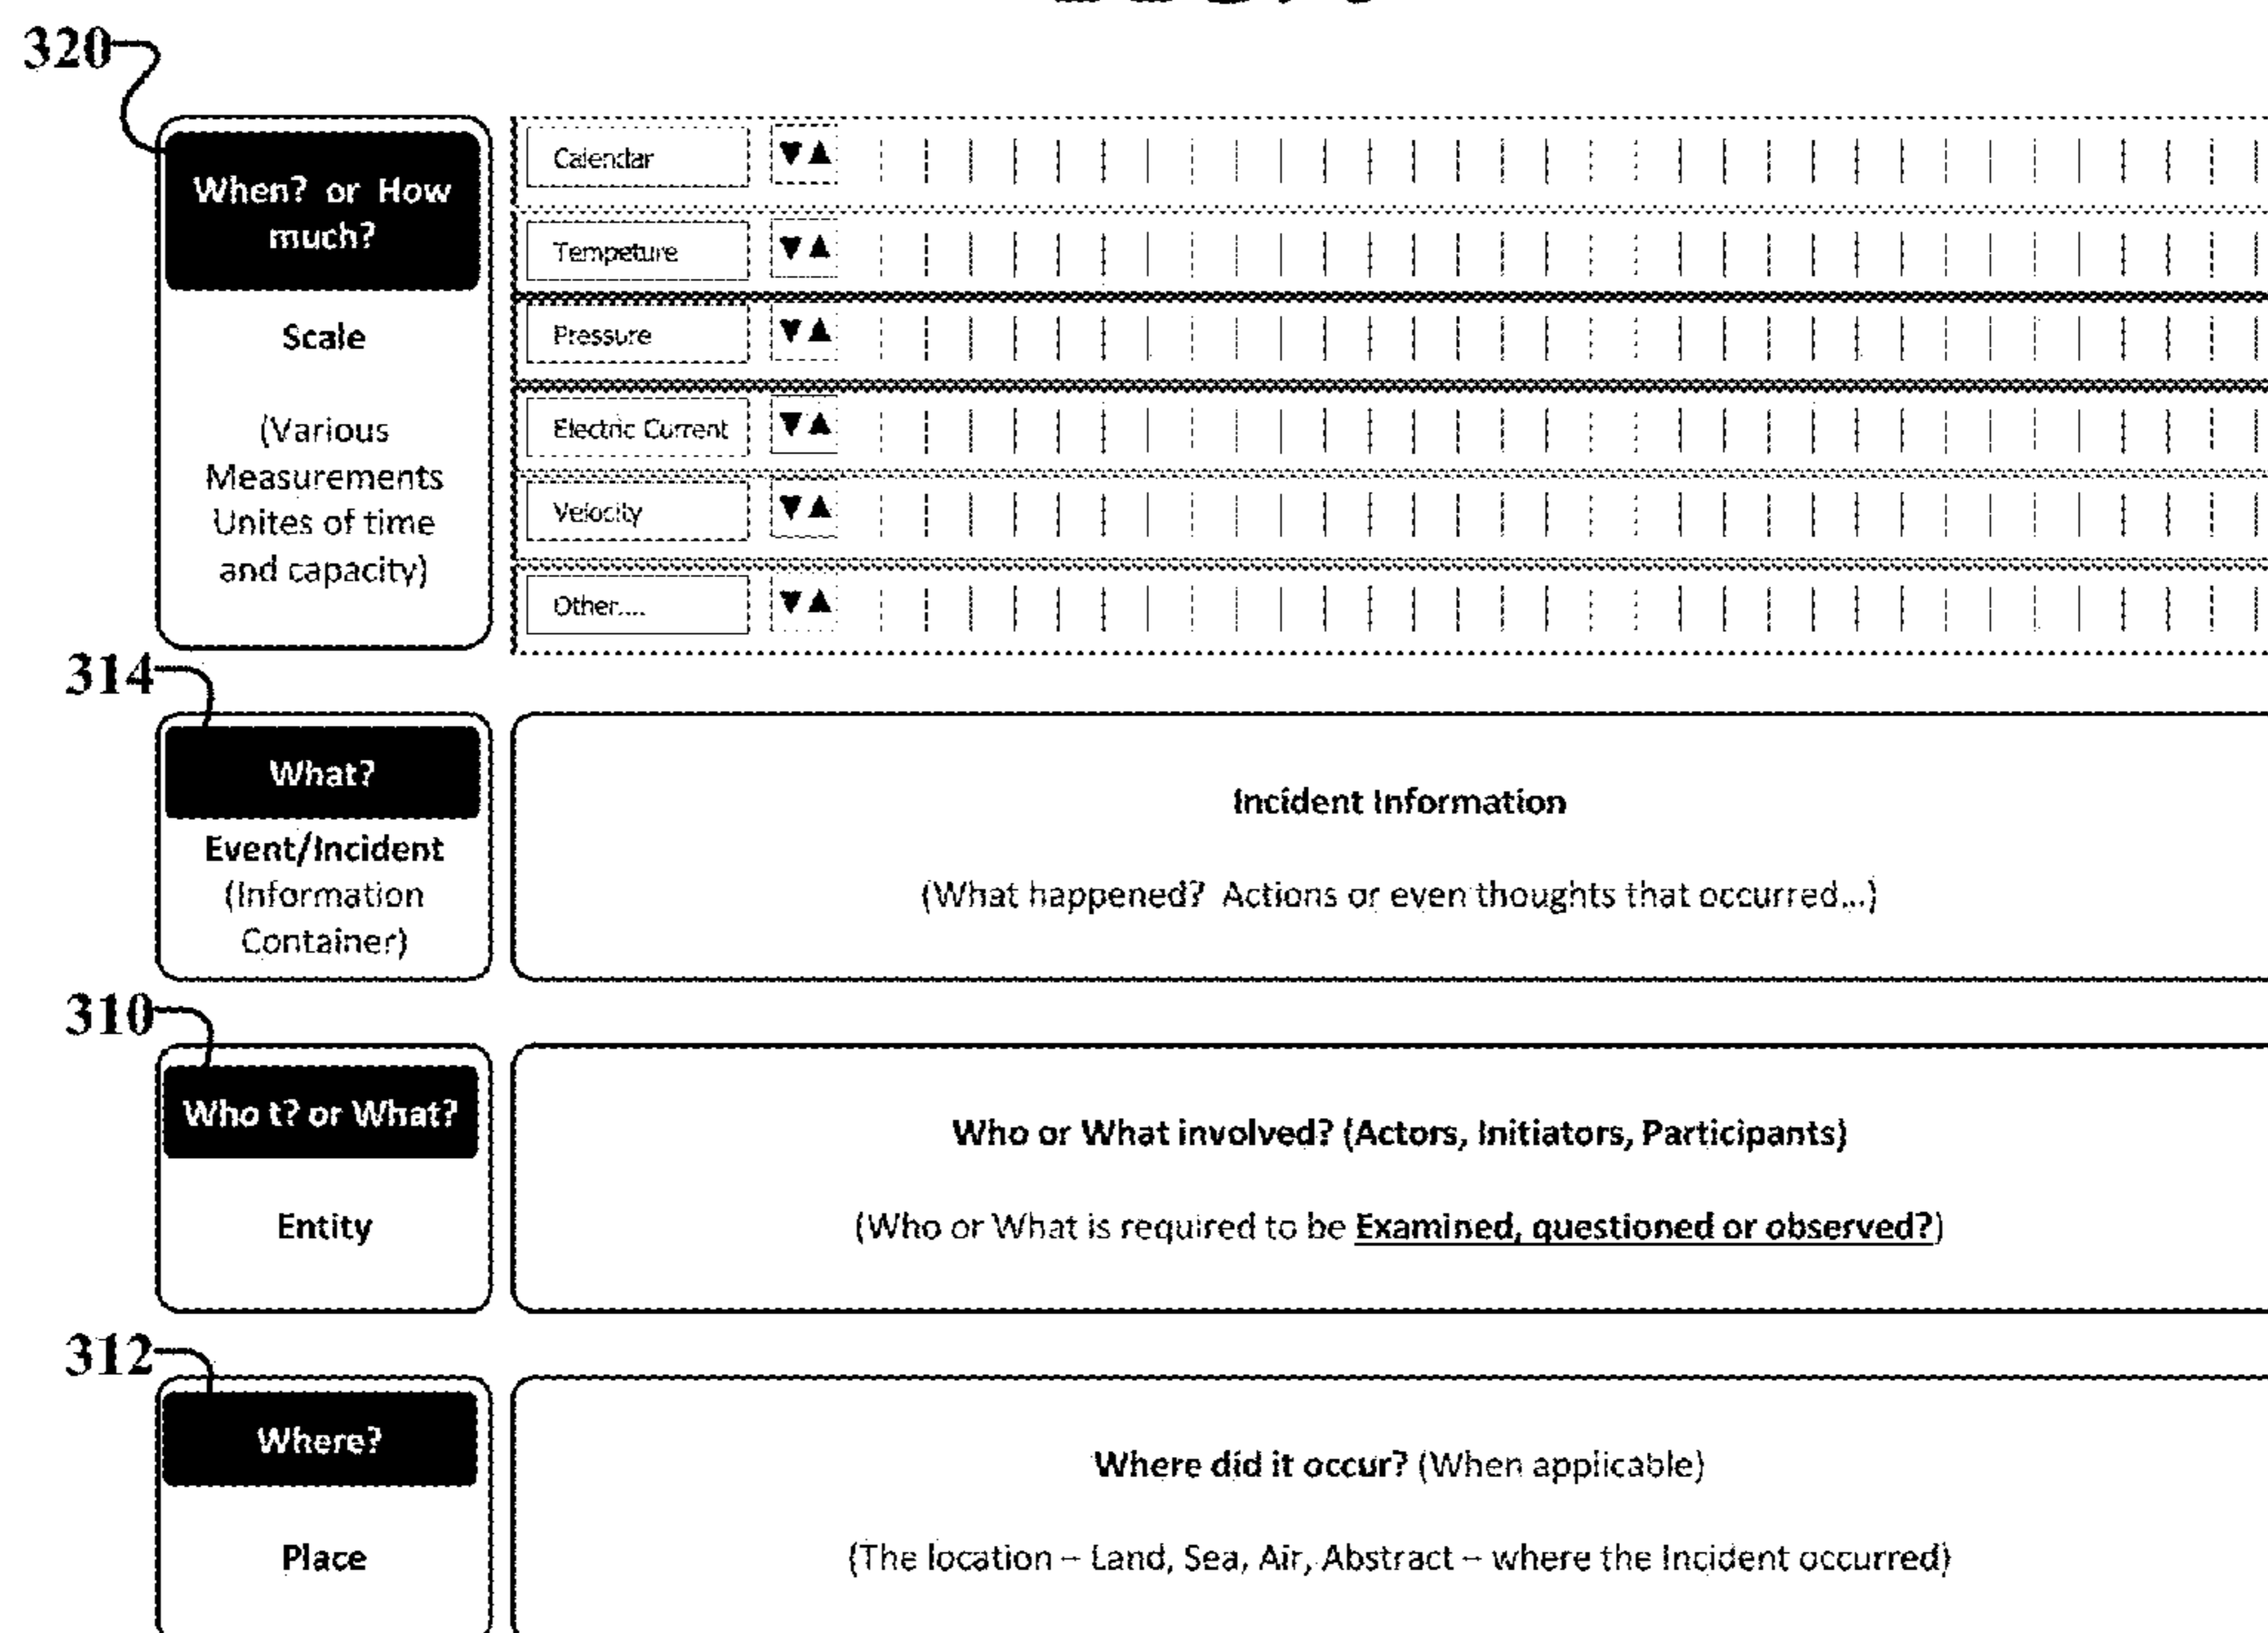 320
When? or How
much?
Scale
(Various
Measurements
Unites of time
and capacity)
Calendar
Tempeture
Pressure
Electric Current
Velocity
Other....
314
What?
Event/Incident
(Information
Container)
Incident Information
(What happened? Actions or even thoughts that occurred...)
310
Who t? or What?
Entity
Who or What involved? (Actors, Initiators, Participants)
(Who or What is required to be Examined, questioned or observed?)
312
Where?
Place
Where did it occur? (When applicable)
(The location – Land, Sea, Air, Abstract – where the Incident occurred)